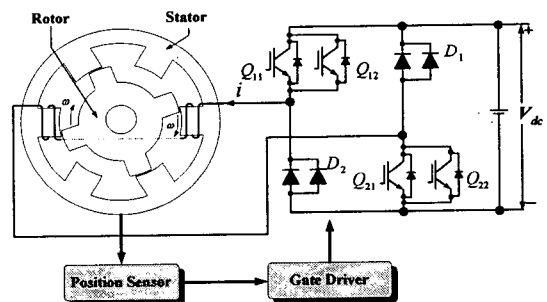 Rotor
Stator
Q11
Q12
D1
i
ω
ω
Vdc
+
−
D2
Q21
Q22
Position Sensor
Gate Driver